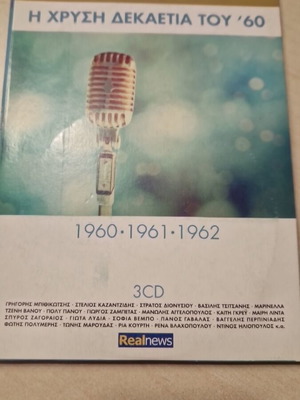 Η ΧΡΥΣΗ ΔΕΚΑΕΤΙΑ ΤΟΥ '60
1960·1961·1962
3CD
ΓΡΗΓΟΡΗΣ ΜΠΙΘΙΚΩΤΣΗΣ · ΣΤΕΛΙΟΣ ΚΑΖΑΝΤΖΙΔΗΣ · ΣΤΡΑΤΟΣ ΔΙΟΝΥΣΙΟΥ · ΒΑΣΙΛΗΣ ΤΣΙΤΣΑΝΗΣ · ΜΑΡΙΝΕΛΛΑ
ΤΖΕΝΗ ΒΑΝΟΥ · ΠΟΛΥ ΠΑΝΟΥ · ΓΙΩΡΓΟΣ ΖΑΜΠΕΤΑΣ · ΜΑΝΩΛΗΣ ΑΓΓΕΛΟΠΟΥΛΟΣ · ΚΑΙΤΗ ΓΚΡΕΫ · ΜΑΙΡΗ ΛΙΝΤΑ
ΣΠΥΡΟΣ ΖΑΓΟΡΑΙΟΣ · ΓΙΩΤΑ ΛΥΔΙΑ · ΣΟΦΙΑ ΒΕΜΠΟ · ΠΑΝΟΣ ΓΑΒΑΛΑΣ · ΒΑΓΓΕΛΗΣ ΠΕΡΠΙΝΙΑΔΗΣ
ΦΩΤΗΣ ΠΟΛΥΜΕΡΗΣ · ΤΩΝΗΣ ΜΑΡΟΥΔΑΣ · ΡΙΑ ΚΟΥΡΤΗ · ΡΕΝΑ ΒΛΑΧΟΠΟΥΛΟΥ · ΝΤΙΝΟΣ ΗΛΙΟΠΟΥΛΟΣ κ.α.
Realnews